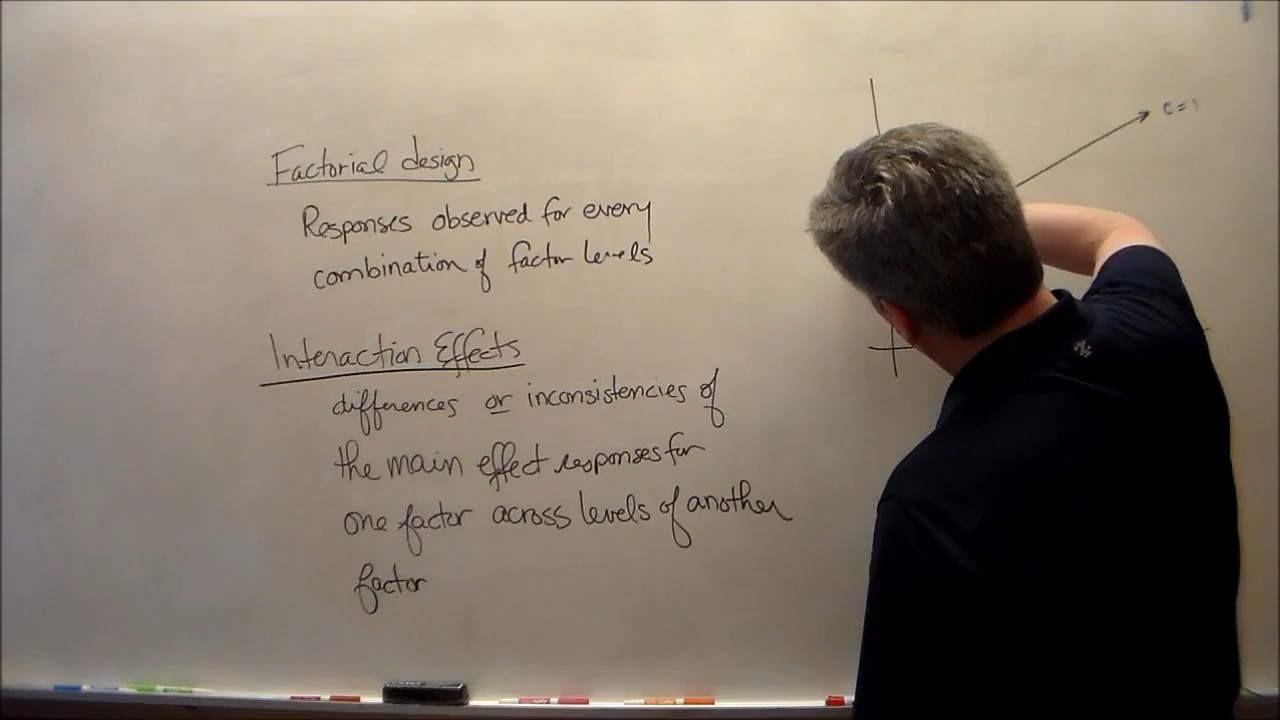 Factorial design
Responses observed for every
combination of factor levels
Interaction Effects
differences or inconsistencies of
the main effect responses for
one factor across levels of another
factor
C=1